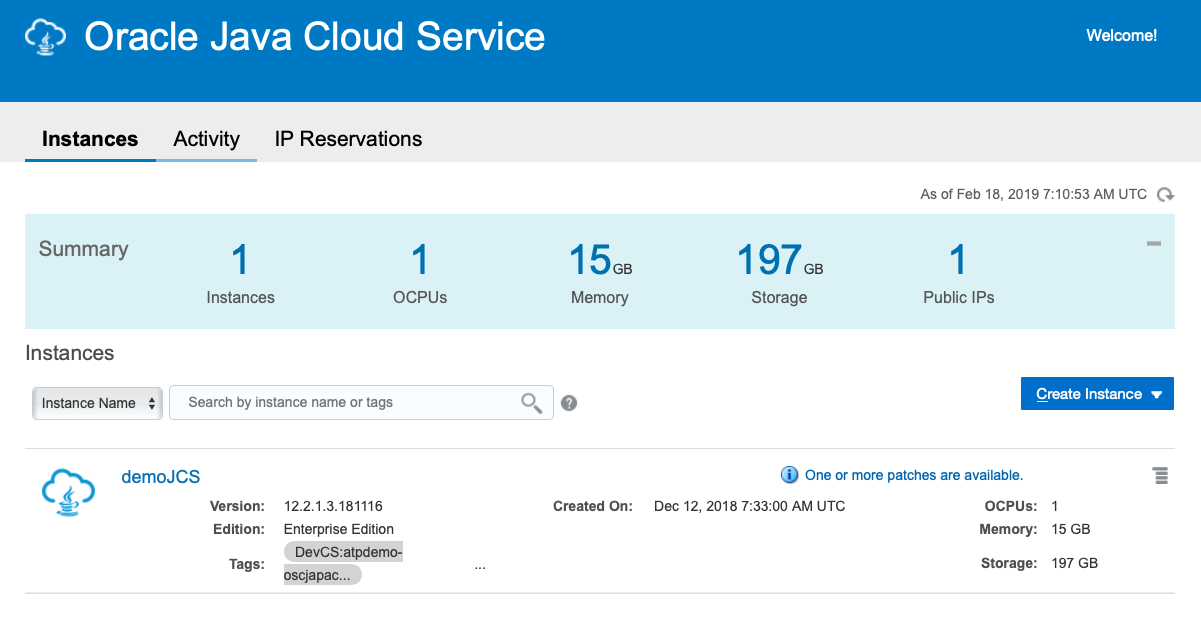 Oracle Java Cloud Service
Welcome!
Instances Activity IP Reservations
As of Feb 18, 2019 7:10:53 AM UTC
Summary
1 1 15 GB 197 GB 1
Instances OCPUs Memory Storage Public IPs
Instances
Instance Name Search by instance name or tags ? Create Instance
demoJCS i One or more patches are available.
Version: 12.2.1.3.181116 Created On: Dec 12, 2018 7:33:00 AM UTC OCPUs: 1
Edition: Enterprise Edition Memory: 15 GB
Tags: DevCS:atpdemo-
oscjapac... ... Storage: 197 GB